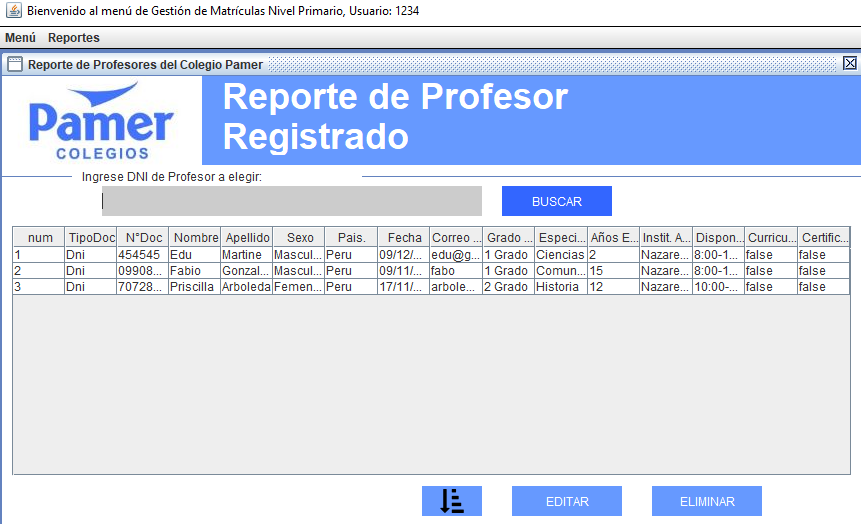 Bienvenido al menú de Gestión de Matrículas Nivel Primario, Usuario: 1234
Menú Reportes
Reporte de Profesores del Colegio Pamer
Pamer
COLEGIOS
Reporte de Profesor
Registrado
Ingrese DNI de Profesor a elegir:
BUSCAR
num TipoDoc N°Doc Nombre Apellido Sexo Pais. Fecha Correo ... Grado ... Especi... Años E... Instit. A... Dispon... Curricu... Certific...
1 Dni 454545 Edu Martine Mascul... Peru 09/12/... edu@g... 1 Grado Ciencias 2 Nazare... 8:00-1... false false
2 Dni 09908... Fabio Gonzal... Mascul... Peru 09/11/... fabo 1 Grado Comun... 15 Nazare... 8:00-1... false false
3 Dni 70728... Priscilla Arboleda Femen... Peru 17/11/... arbole... 2 Grado Historia 12 Nazare... 10:00-... false false
EDITAR ELIMINAR